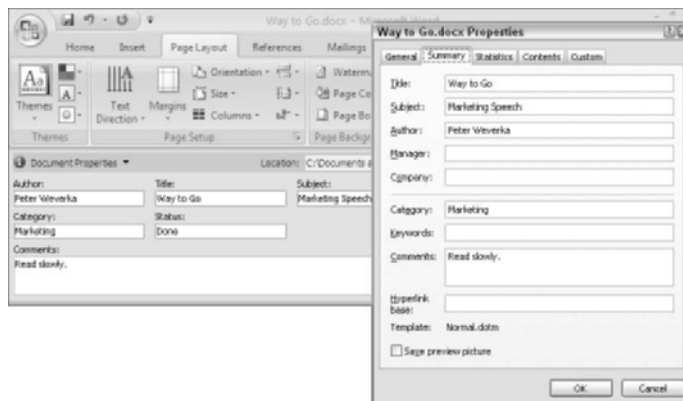 Way to Go.docx - Microsoft Word
Home Insert Page Layout References Mailings
Themes
Text Direction
Margins
Orientation
Size
Columns
Page
Page
Themes
Page Setup
Page
Document Properties
Location: C:\Documents
Author:
Title:
Subject:
Peter Weverka
Way to Go
Marketing Speech
Category:
Status:
Marketing
Done
Comments:
Read slowly.
Way to Go.docx Properties
General Summary Statistics Contents Custom
Title: Way to Go
Subject: Marketing Speech
Author: Peter Weverka
Manager:
Company:
Category: Marketing
Keywords:
Comments: Read slowly.
Hyperlink
base:
Template: Normal.dotm
Save preview picture
OK Cancel